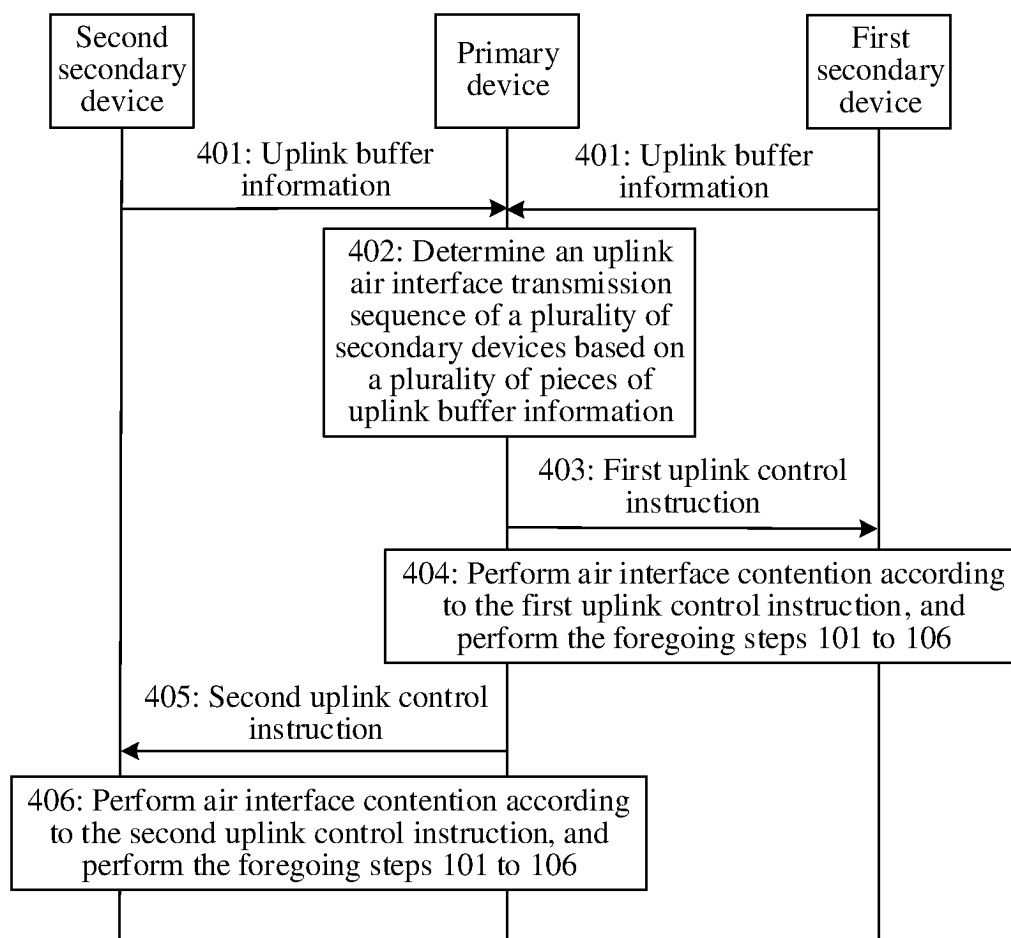 Second
secondary
device
Primary
device
First
secondary
device
401: Uplink buffer
information
401: Uplink buffer
information
402: Determine an uplink
air interface transmission
sequence of a plurality of
secondary devices based on
a plurality of pieces of
uplink buffer information
403: First uplink control
instruction
404: Perform air interface contention according
to the first uplink control instruction, and
perform the foregoing steps 101 to 106
405: Second uplink control
instruction
406: Perform air interface contention according
to the second uplink control instruction, and
perform the foregoing steps 101 to 106